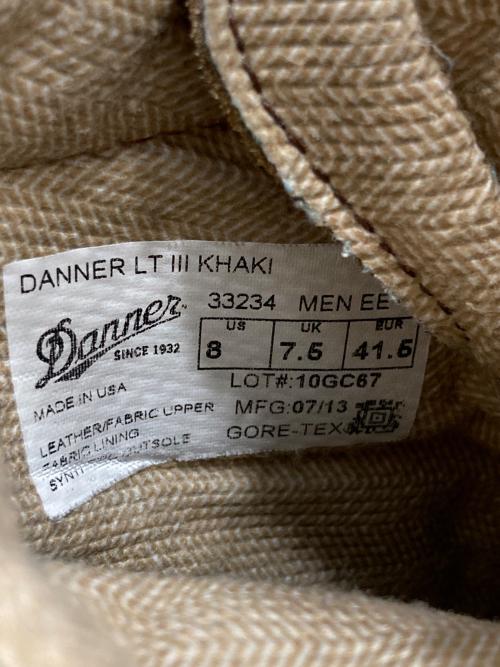 DANNER LT III KHAKI
33234 MEN EE
Danner
SINCE 1932
US UK EUR
8 7.5 41.5
LOT#:10GC67
MADE IN USA
MFG:07/13
LEATHER/FABRIC UPPER
GORE-TEX
FABRIC LINING
OUTSOLE